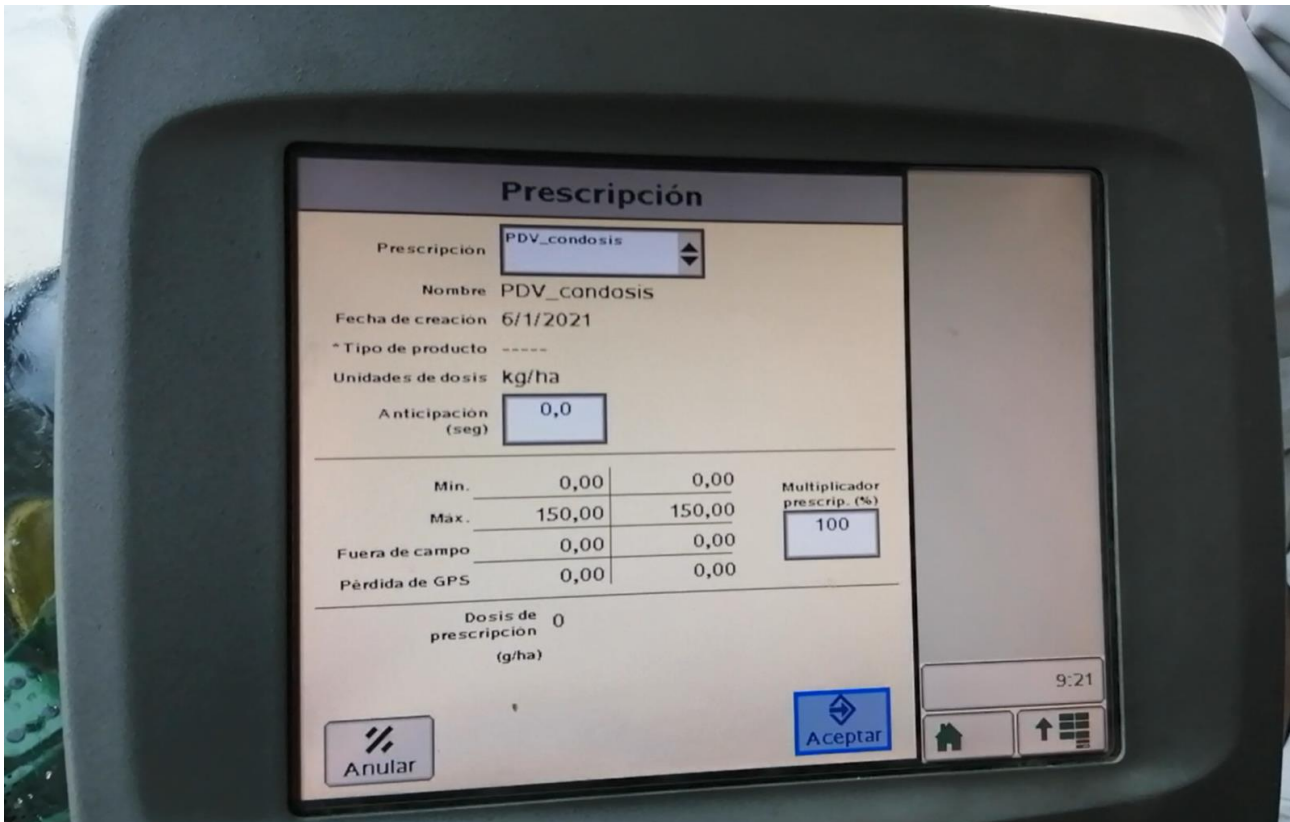 Prescripción
Prescripción PDV_condosis
Nombre PDV_condosis
Fecha de creación 6/1/2021
*Tipo de producto -----
Unidades de dosis kg/ha
Anticipación (seg) 0,0
Mín. 0,00 0,00
Máx. 150,00 150,00
Multiplicador prescrip. (%) 100
Fuera de campo 0,00 0,00
Pérdida de GPS 0,00 0,00
Dosis de prescripción 0
(g/ha)
9:21
Anular
Aceptar